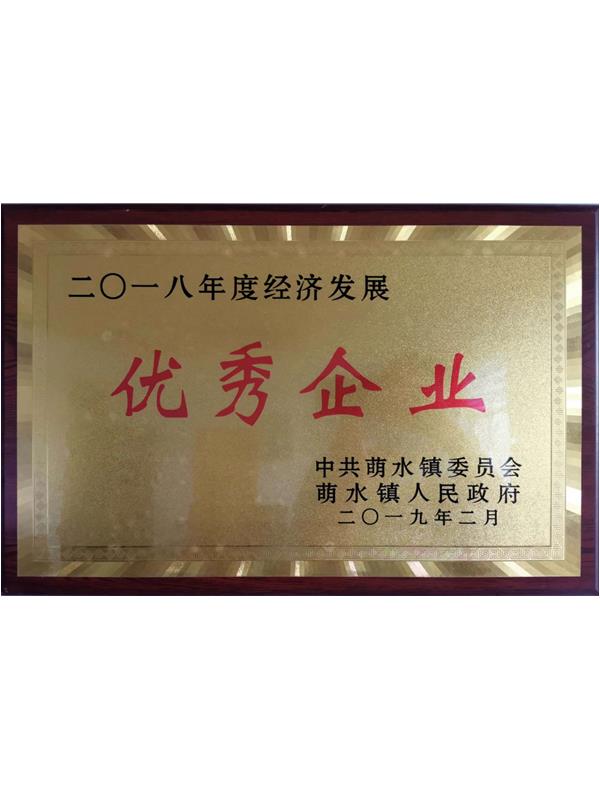 二〇一八年度经济发展
优秀企业
中共萌水镇委员会
萌水镇人民政府
二〇一九年二月